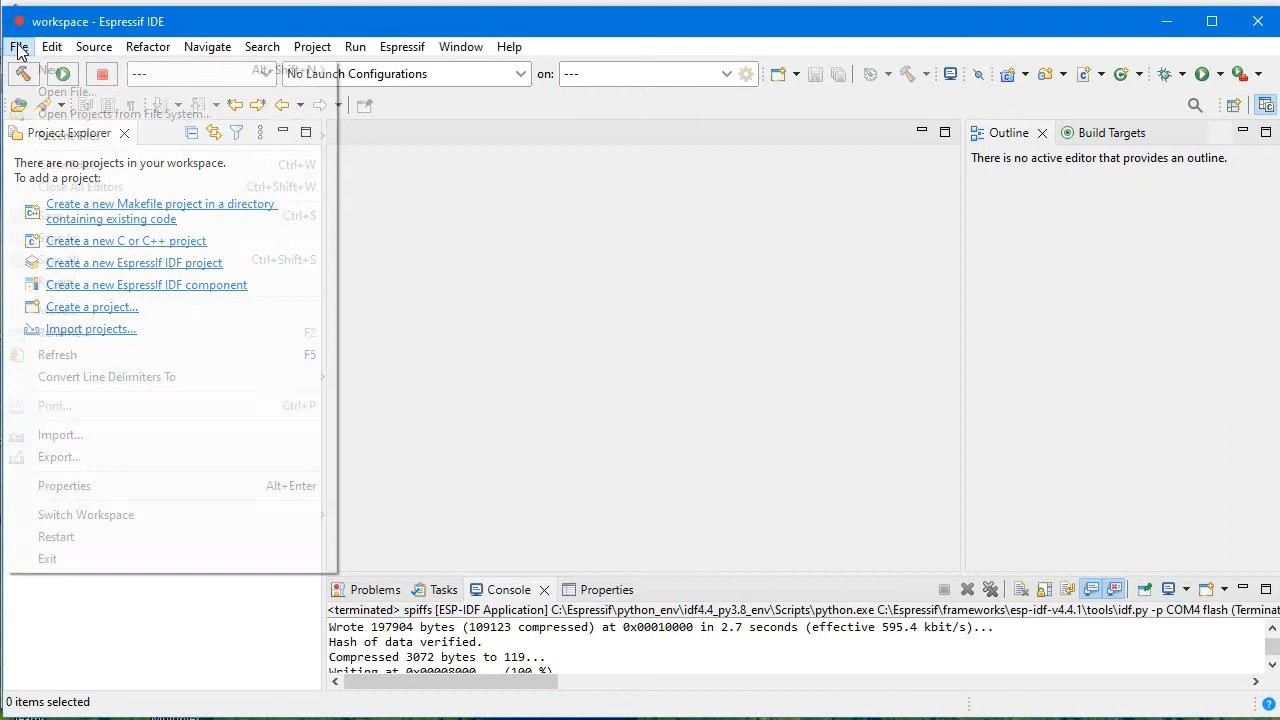 workspace - Espressif IDE
File Edit Source Refactor Navigate Search Project Run Espressif Window Help
--- No Launch Configurations on: ---
New Alt+Shift+N
Open File...
Open Projects from File System...
Project Explorer
Outline Build Targets
There are no projects in your workspace.
To add a project:
There is no active editor that provides an outline.
Ctrl+W
Close All Editors Ctrl+Shift+W
Create a new Makefile project in a directory
containing existing code
Ctrl+S
Create a new C or C++ project
Create a new Espressif IDF project
Ctrl+Shift+S
Create a new Espressif IDF component
Create a project...
Import projects...
F2
Refresh F5
Convert Line Delimiters To
Print... Ctrl+P
Import...
Export...
Properties Alt+Enter
Switch Workspace
Restart
Exit
Problems Tasks Console Properties
<terminated> spiffs [ESP-IDF Application] C:\Espressif\python_env\idf4.4_py3.8_env\Scripts\python.exe C:\Espressif\frameworks\esp-idf-v4.4.1\tools\idf.py -p COM4 flash (Termina
Wrote 197904 bytes (109123 compressed) at 0x00010000 in 2.7 seconds (effective 595.4 kbit/s)...
Hash of data verified.
Compressed 3072 bytes to 119...
Writing at 0x00008000... (100 %)
0 items selected